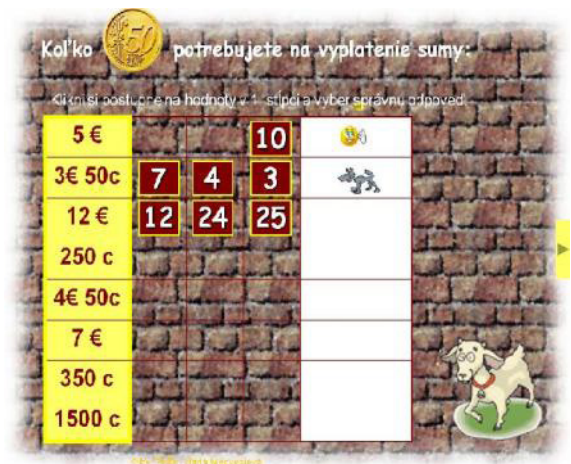 Koľko 50 potrebujete na vyplatenie sumy:
Klikni si postupne na hodnoty v 1. stĺpci a vyber správnu odpoveď.
5 € 10
3€ 50c 7 4 3
12 € 12 24 25
250 c
4€ 50c
7 €
350 c
1500 c